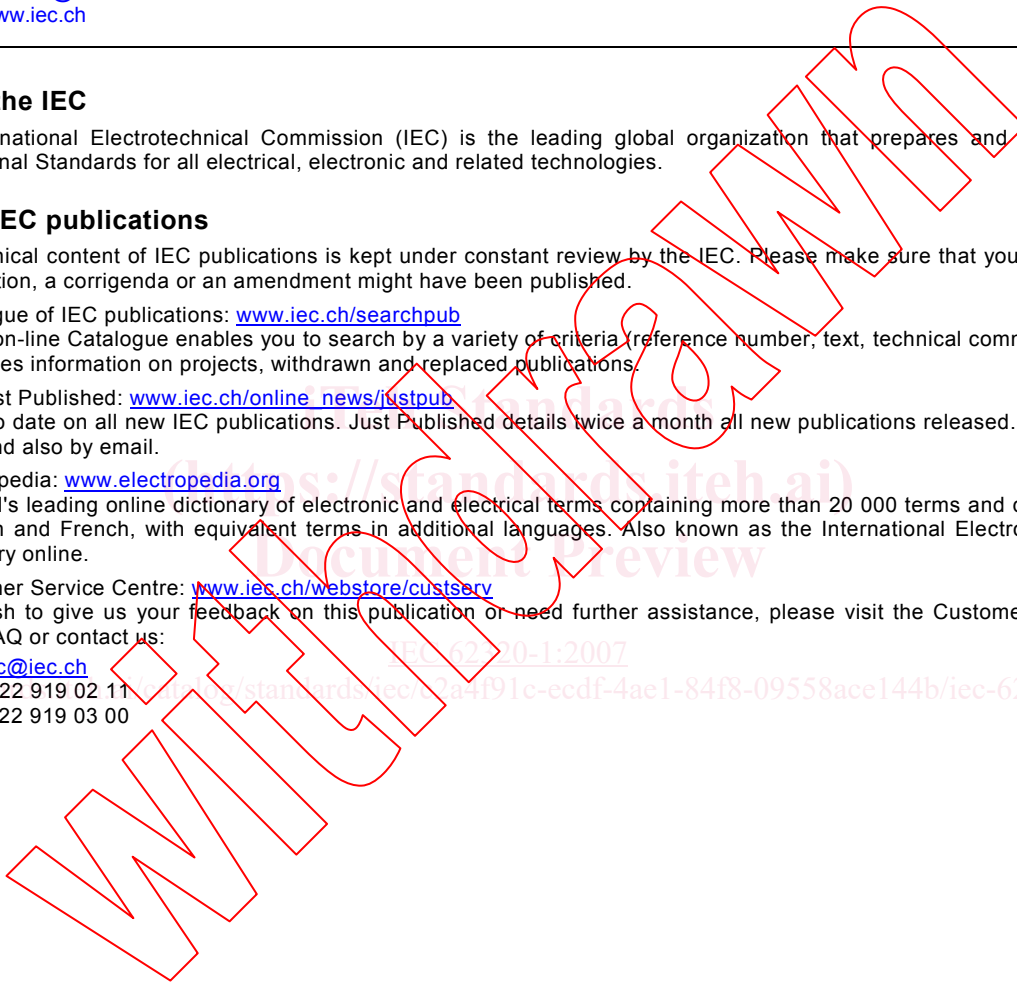 ww.iec.ch
the IEC
national Electrotechnical Commission (IEC) is the leading global organization that prepares and
nal Standards for all electrical, electronic and related technologies.
EC publications
nical content of IEC publications is kept under constant review by the IEC. Please make sure that you
tion, a corrigenda or an amendment might have been published.
gue of IEC publications: www.iec.ch/searchpub
on-line Catalogue enables you to search by a variety of criteria (reference number, text, technical comm
es information on projects, withdrawn and replaced publications.
iTeh Standards
st Published: www.iec.ch/online_news/justpub
o date on all new IEC publications. Just Published details twice a month all new publications released.
nd also by email.
pedia: www.electropedia.org
(https://standards.iteh.ai)
d's leading online dictionary of electronic and electrical terms containing more than 20 000 terms and
n and French, with equivalent terms in additional languages. Also known as the International Electro
ry online.
Document Preview
mer Service Centre: www.iec.ch/webstore/custserv
sh to give us your feedback on this publication or need further assistance, please visit the Custome
AQ or contact us:
IEC 62320-1:2007
c@iec.ch
22 919 02 11
/catalog/standards/iec/c2a4f91c-ecdf-4ae1-84f8-09558ace144b/iec-6
22 919 03 00
withdrawn